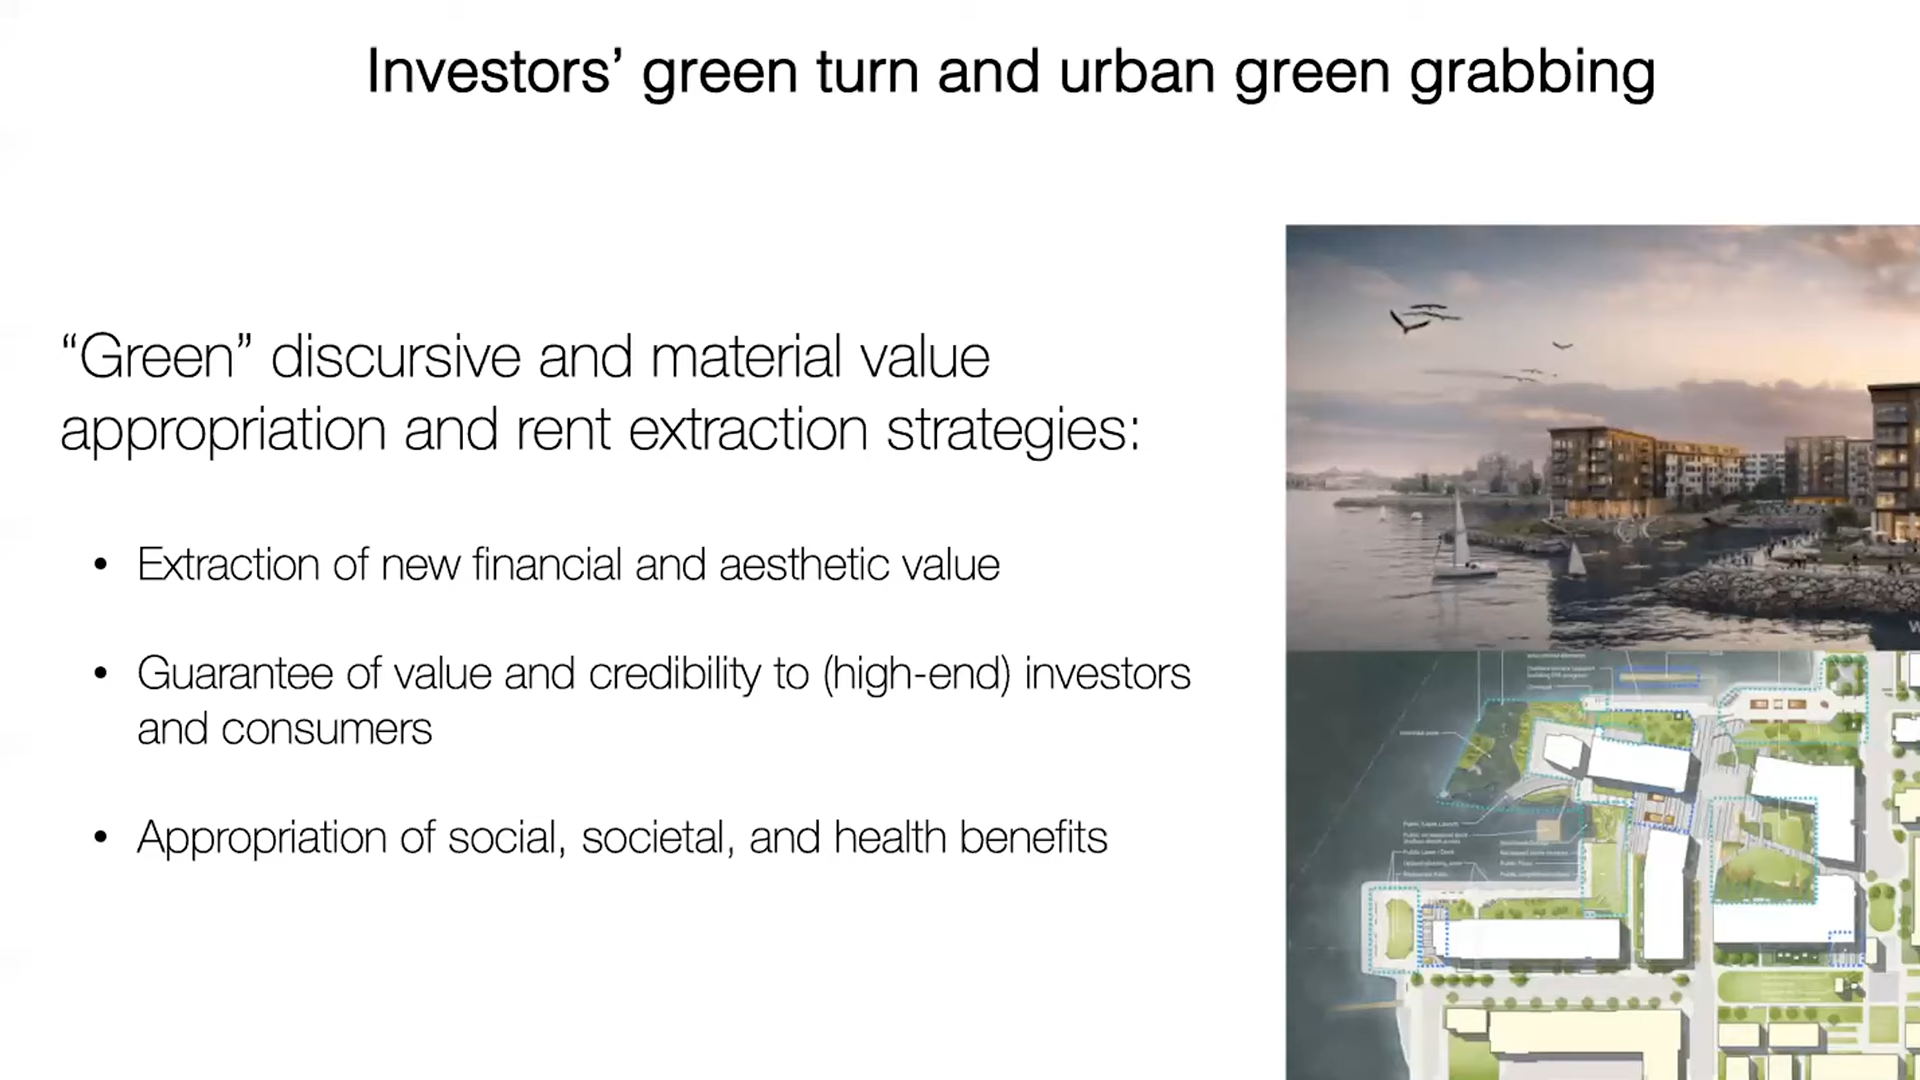 Investors’ green turn and urban green grabbing
“Green” discursive and material value
appropriation and rent extraction strategies:
• Extraction of new financial and aesthetic value
• Guarantee of value and credibility to (high-end) investors
and consumers
• Appropriation of social, societal, and health benefits